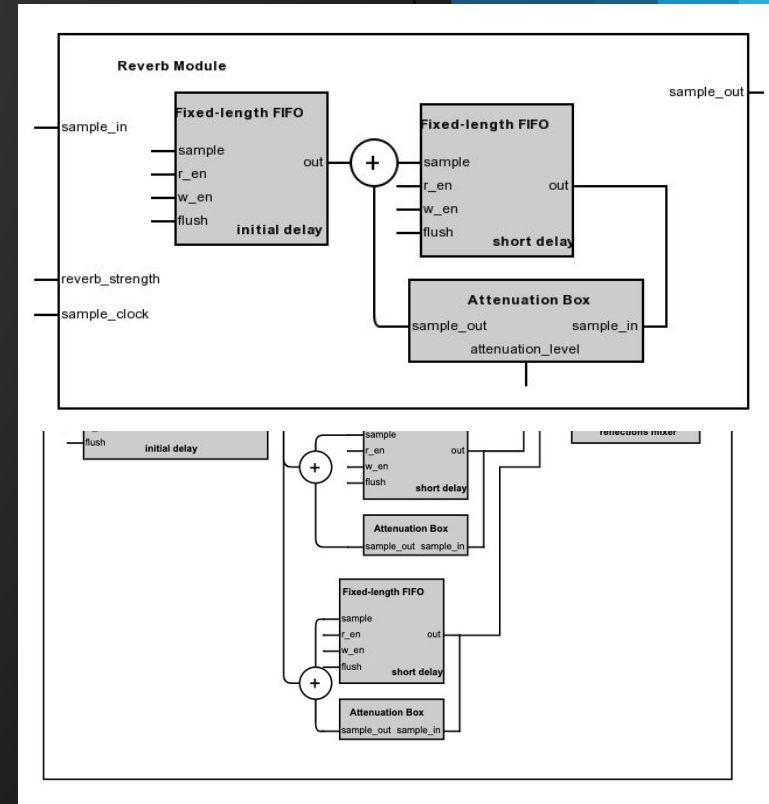 Reverb Module
sample_out
sample_in
reverb_strength
sample_clock
Fixed-length FIFO
sample
r_en
w_en
flush
out
initial delay
+
Fixed-length FIFO
sample
r_en
w_en
flush
out
short delay
Attenuation Box
sample_out sample_in
attenuation_level
flush
initial delay
reflections mixer
+
sample
r_en
w_en
flush
out
short delay
Attenuation Box
sample_out sample_in
Fixed-length FIFO
sample
r_en
w_en
flush
out
short delay
+
Attenuation Box
sample_out sample_in